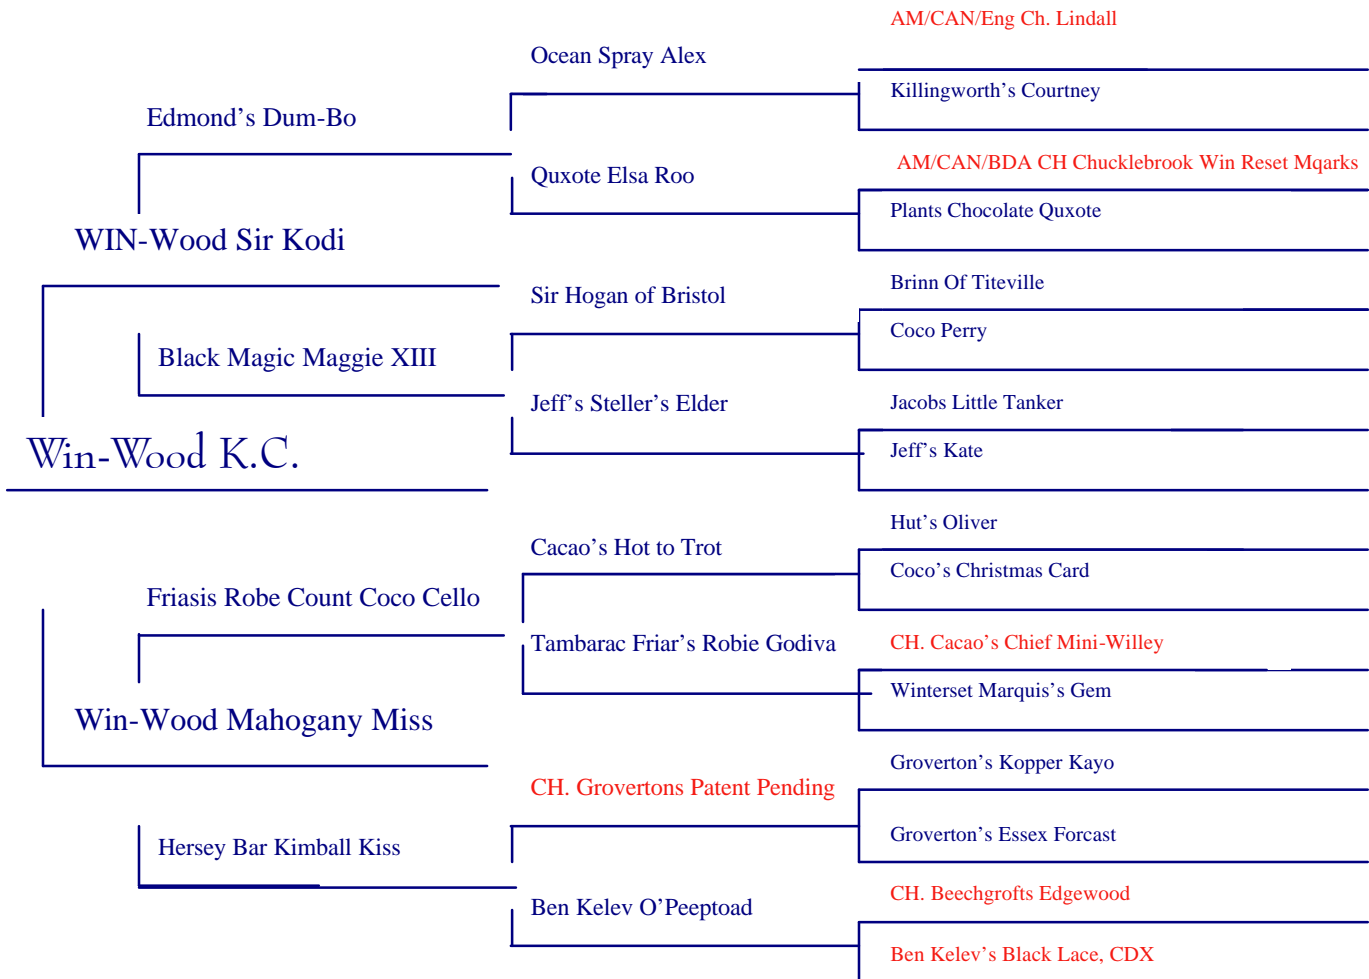 AM/CAN/Eng Ch. Lindall
Ocean Spray Alex
Killingworth’s Courtney
Edmond’s Dum-Bo
AM/CAN/BDA CH Chucklebrook Win Reset Mqarks
Quxote Elsa Roo
Plants Chocolate Quxote
WIN-Wood Sir Kodi
Brinn Of Titeville
Sir Hogan of Bristol
Coco Perry
Black Magic Maggie XIII
Jacobs Little Tanker
Jeff’s Steller’s Elder
Jeff’s Kate
Win-Wood K.C.
Hut’s Oliver
Cacao’s Hot to Trot
Coco’s Christmas Card
Friasis Robe Count Coco Cello
CH. Cacao’s Chief Mini-Willey
Tambarac Friar’s Robie Godiva
Winterset Marquis’s Gem
Win-Wood Mahogany Miss
Groverton’s Kopper Kayo
CH. Grovertons Patent Pending
Groverton’s Essex Forcast
Hersey Bar Kimball Kiss
CH. Beechgrofts Edgewood
Ben Kelev O’Peeptoad
Ben Kelev’s Black Lace, CDX